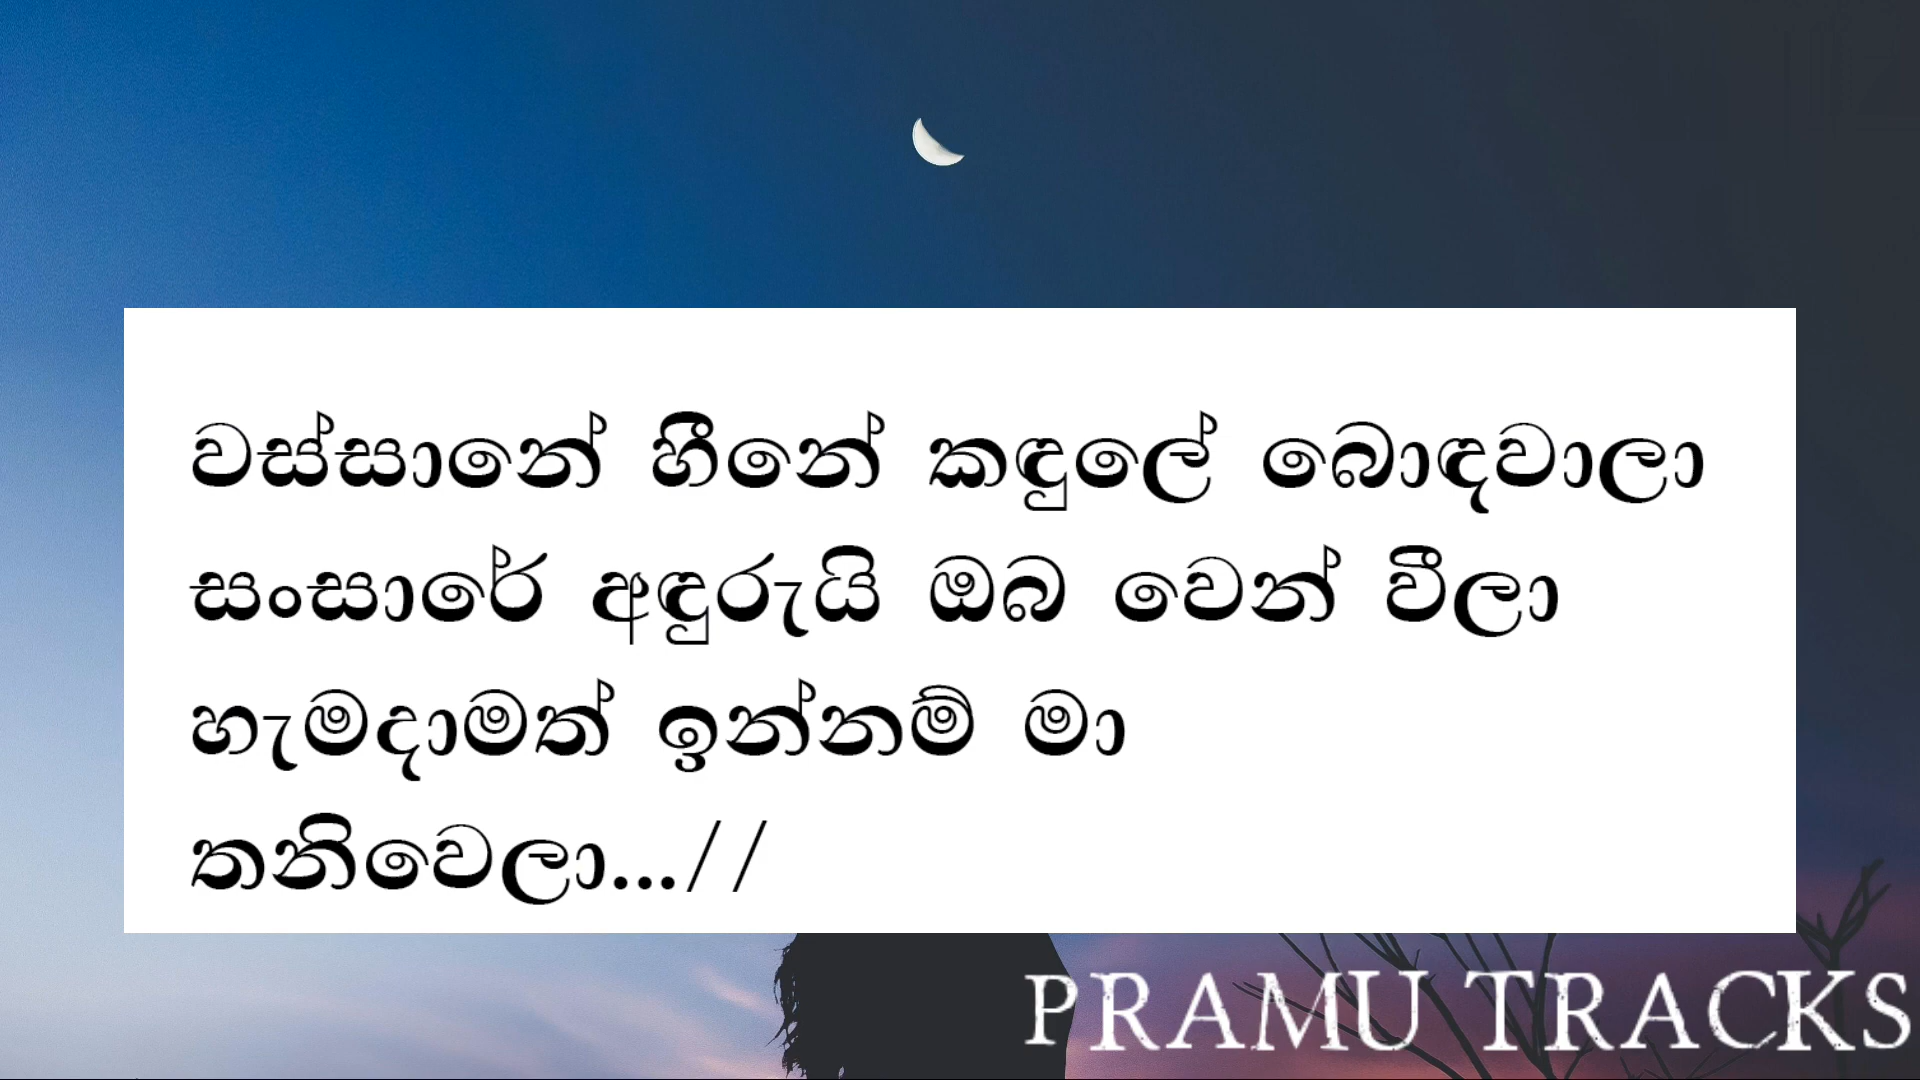 වස්සානේ හීනේ කඳුලේ බොඳවාලා
සංසාරේ අඳුරුයි ඔබ වෙන් වීලා
හැමදාමත් ඉන්නම් මා
තනිවෙලා...//
PRAMU TRACKS